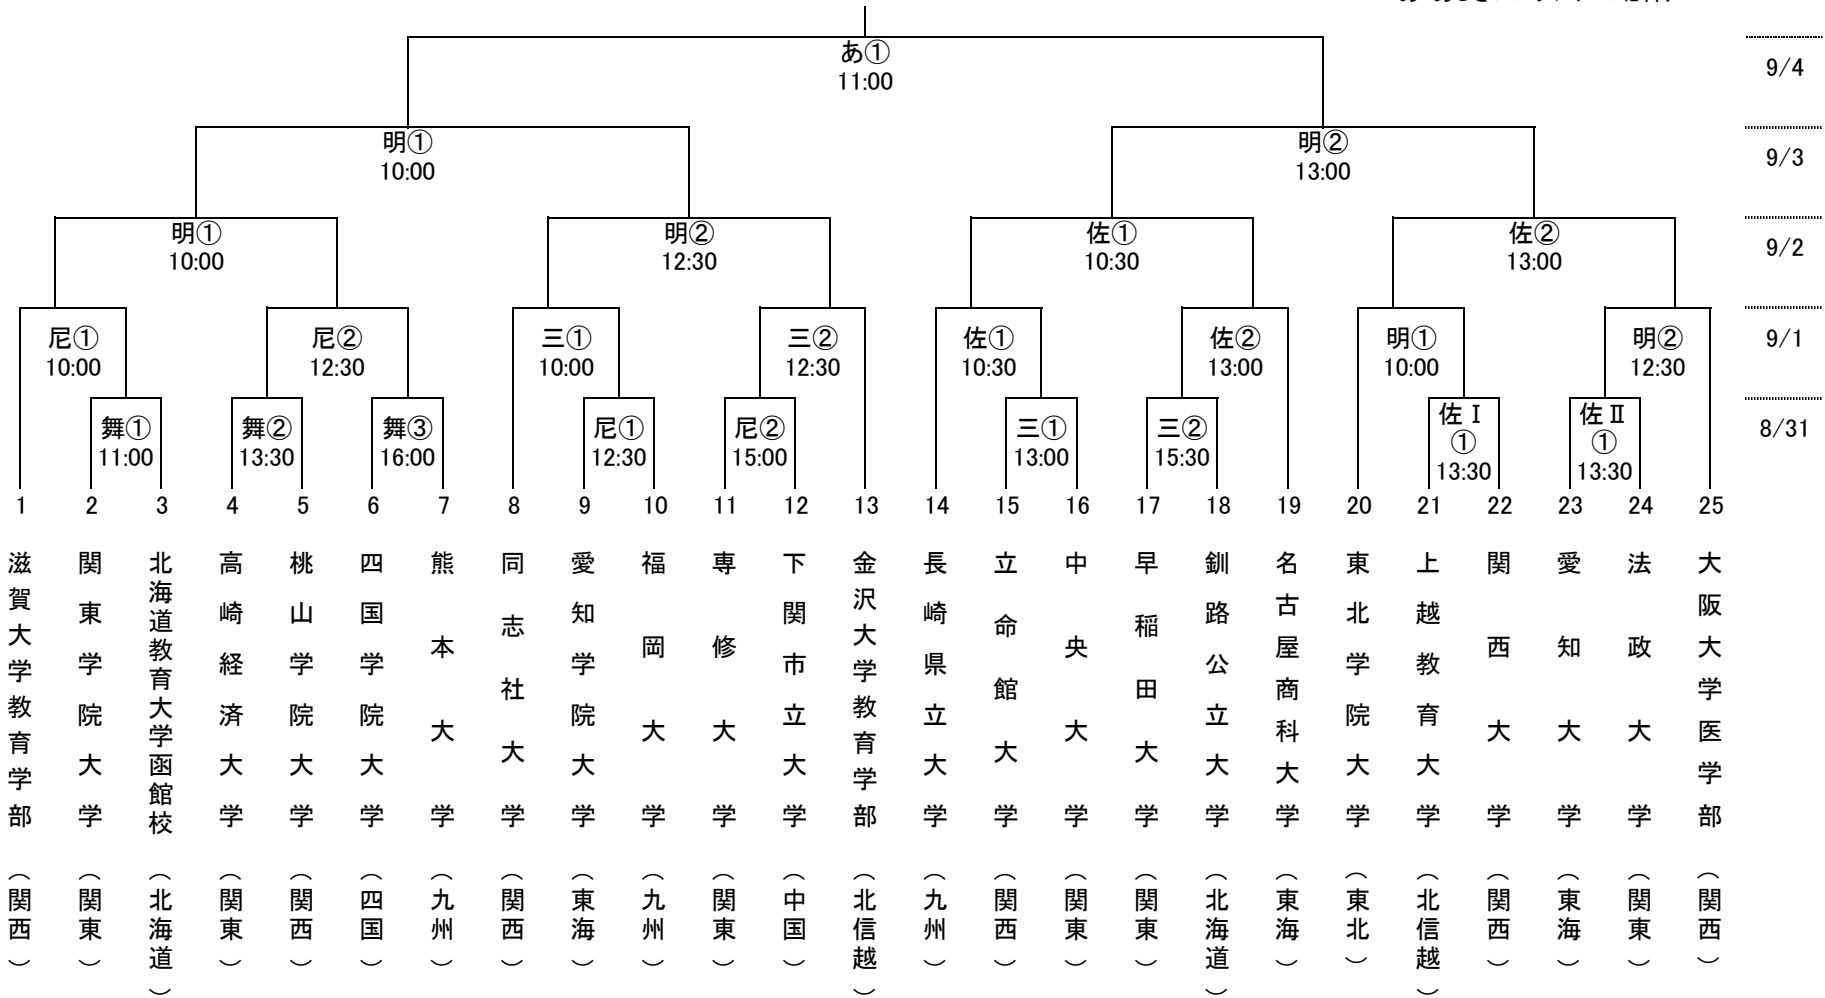 あ①
11:00
9/4
明①
10:00
明②
13:00
9/3
明①
10:00
明②
12:30
佐①
10:30
佐②
13:00
9/2
尼①
10:00
尼②
12:30
三①
10:00
三②
12:30
佐①
10:30
佐②
13:00
明①
10:00
明②
12:30
9/1
舞①
11:00
舞②
13:30
舞③
16:00
尼①
12:30
尼②
15:00
三①
13:00
三②
15:30
佐Ⅰ
①
13:30
佐Ⅱ
①
13:30
8/31
1 2 3 4 5 6 7 8 9 10 11 12 13 14 15 16 17 18 19 20 21 22 23 24 25
滋賀大学教育学部（関西）
関東学院大学（関東）
北海道教育大学函館校（北海道）
高崎経済大学（関東）
桃山学院大学（関西）
四国学院大学（四国）
熊本大学（九州）
同志社大学（関西）
愛知学院大学（東海）
福岡大学（九州）
専修大学（関東）
下関市立大学（中国）
金沢大学教育学部（北信越）
長崎県立大学（九州）
立命館大学（関西）
中央大学（関東）
早稲田大学（関東）
釧路公立大学（北海道）
名古屋商科大学（東海）
東北学院大学（東北）
上越教育大学（北信越）
関西大学（関西）
愛知大学（東海）
法政大学（関東）
大阪大学医学部（関西）